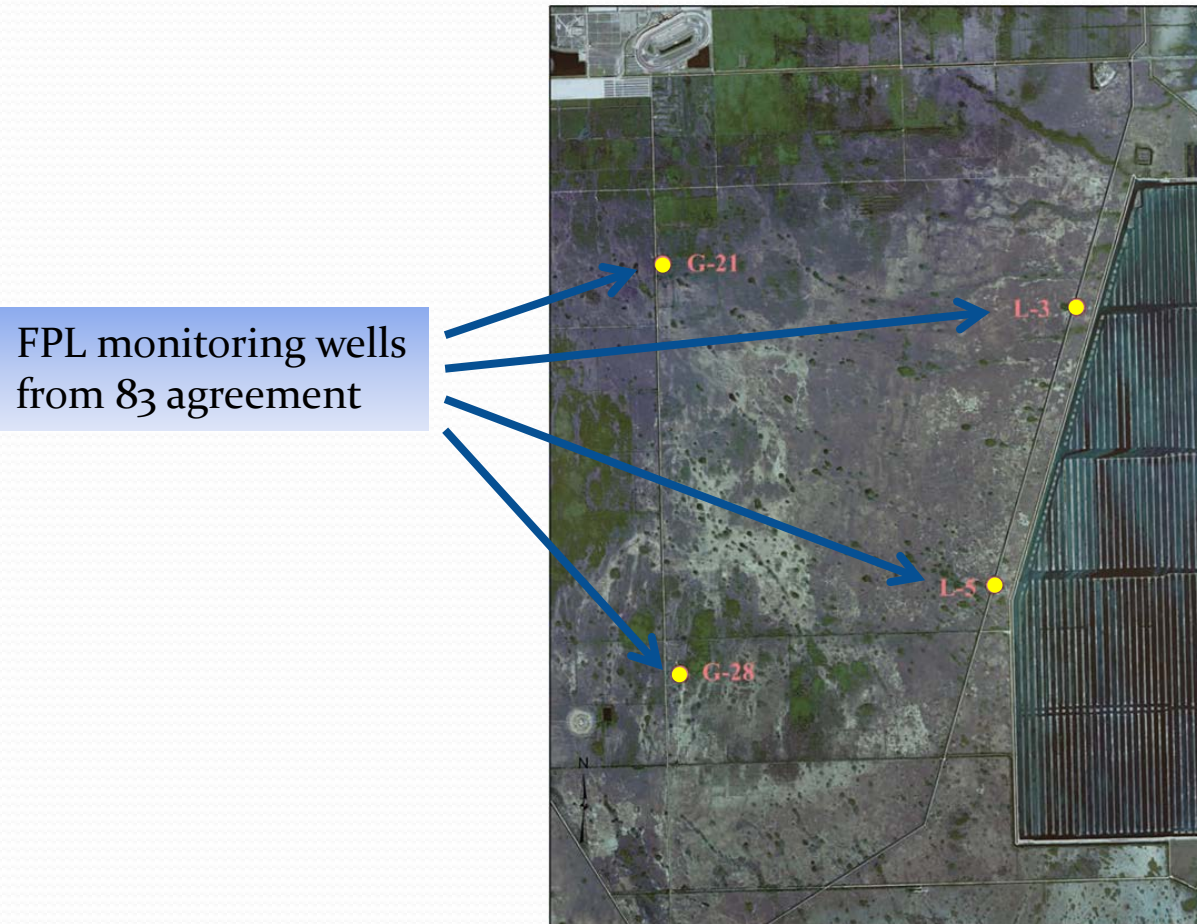 G-21
L-3
FPL monitoring wells
from 83 agreement
L-5
G-28
N